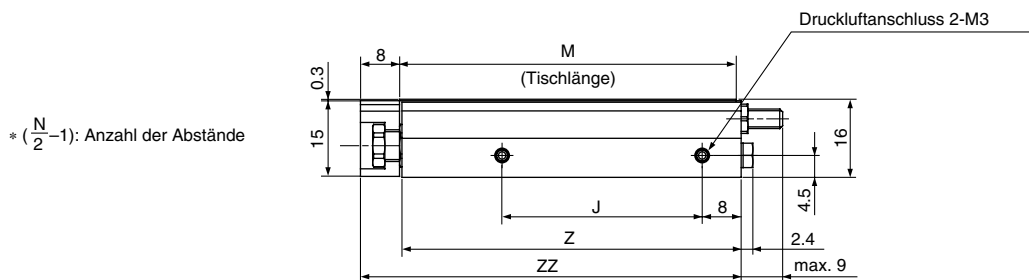 Druckluftanschluss 2-M3
8
M
(Tischlänge)
0.3
15
16
∗ (N/2–1): Anzahl der Abstände
4.5
J
8
Z
2.4
ZZ
max. 9